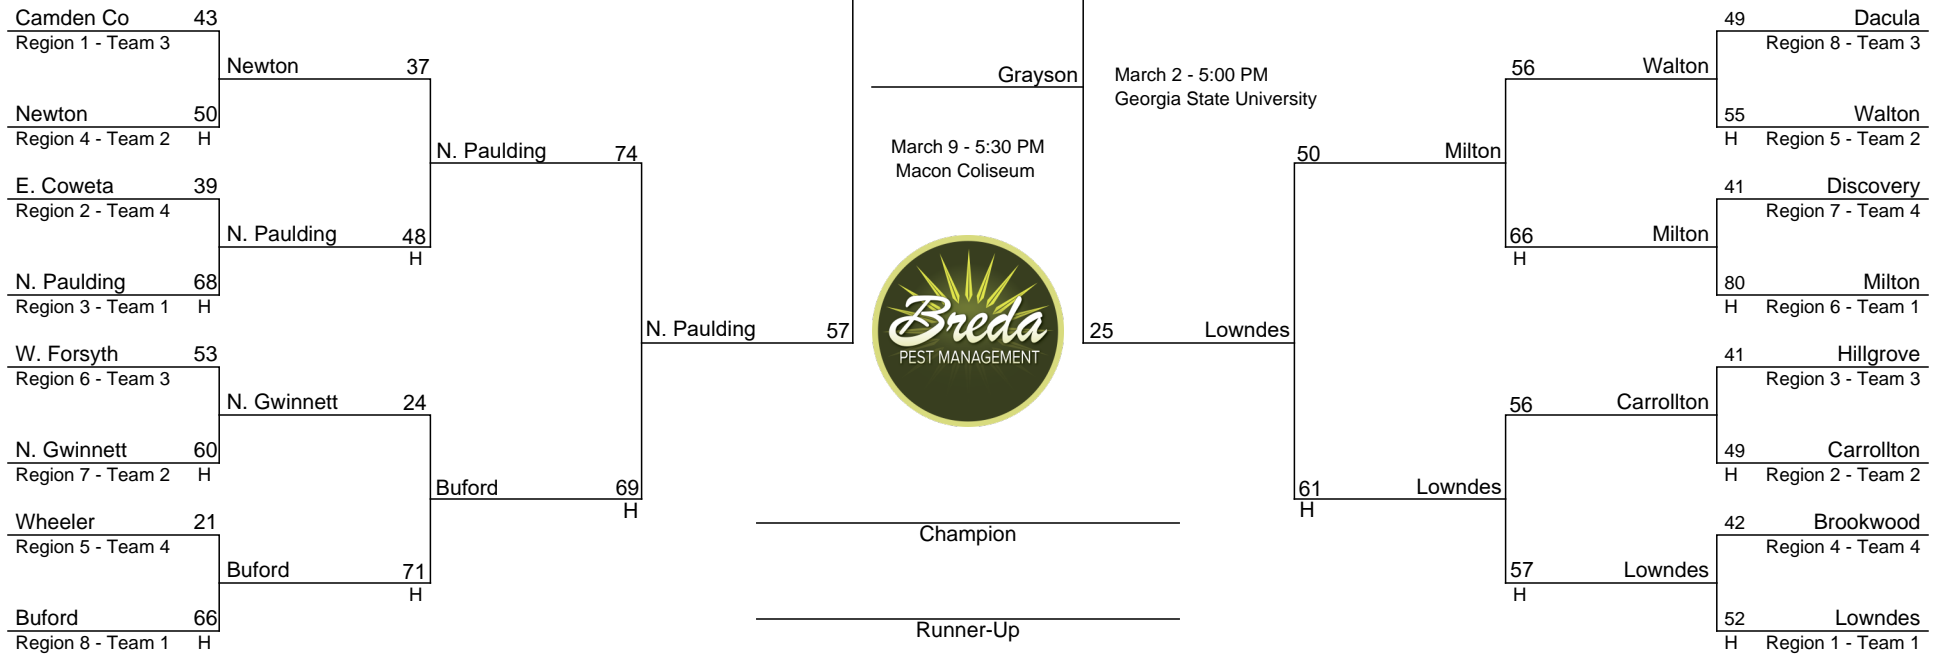 Camden Co 43
Region 1 - Team 3
Newton 37
Newton 50
Region 4 - Team 2 H
N. Paulding 74
E. Coweta 39
Region 2 - Team 4
N. Paulding 48
H
N. Paulding 68
Region 3 - Team 1 H
N. Paulding 57
W. Forsyth 53
Region 6 - Team 3
N. Gwinnett 24
N. Gwinnett 60
Region 7 - Team 2 H
Buford 69
H
Wheeler 21
Region 5 - Team 4
Buford 71
H
Buford 66
Region 8 - Team 1 H
Grayson
March 2 - 5:00 PM
Georgia State University
March 9 - 5:30 PM
Macon Coliseum
Breda
PEST MANAGEMENT
Champion
Runner-Up
49 Dacula
Region 8 - Team 3
56 Walton
55 Walton
H Region 5 - Team 2
50 Milton
41 Discovery
Region 7 - Team 4
66 Milton
H
80 Milton
H Region 6 - Team 1
25 Lowndes
41 Hillgrove
Region 3 - Team 3
56 Carrollton
49 Carrollton
H Region 2 - Team 2
61 Lowndes
H
42 Brookwood
Region 4 - Team 4
57 Lowndes
H
52 Lowndes
H Region 1 - Team 1